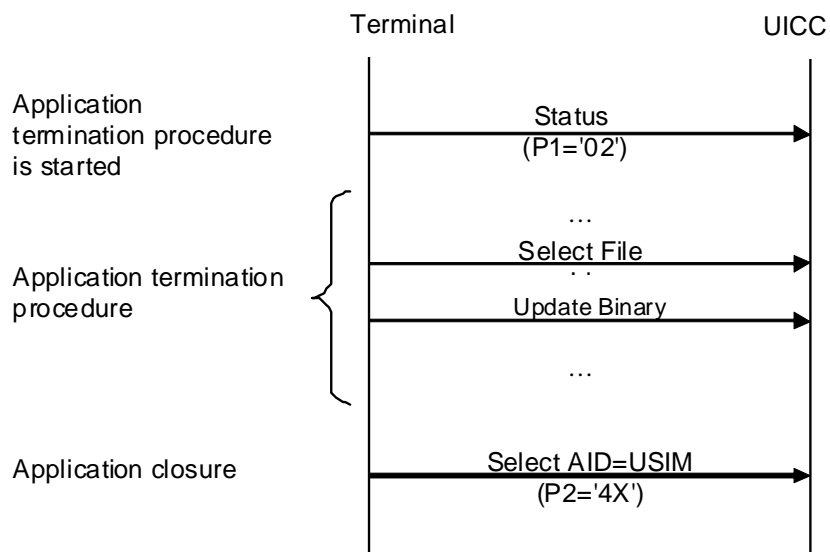 Terminal
UICC
Application
termination procedure
is started
Status
(P1='02')
...
Select File
. .
Application termination
procedure
Update Binary
...
Application closure
Select AID=USIM
(P2='4X')